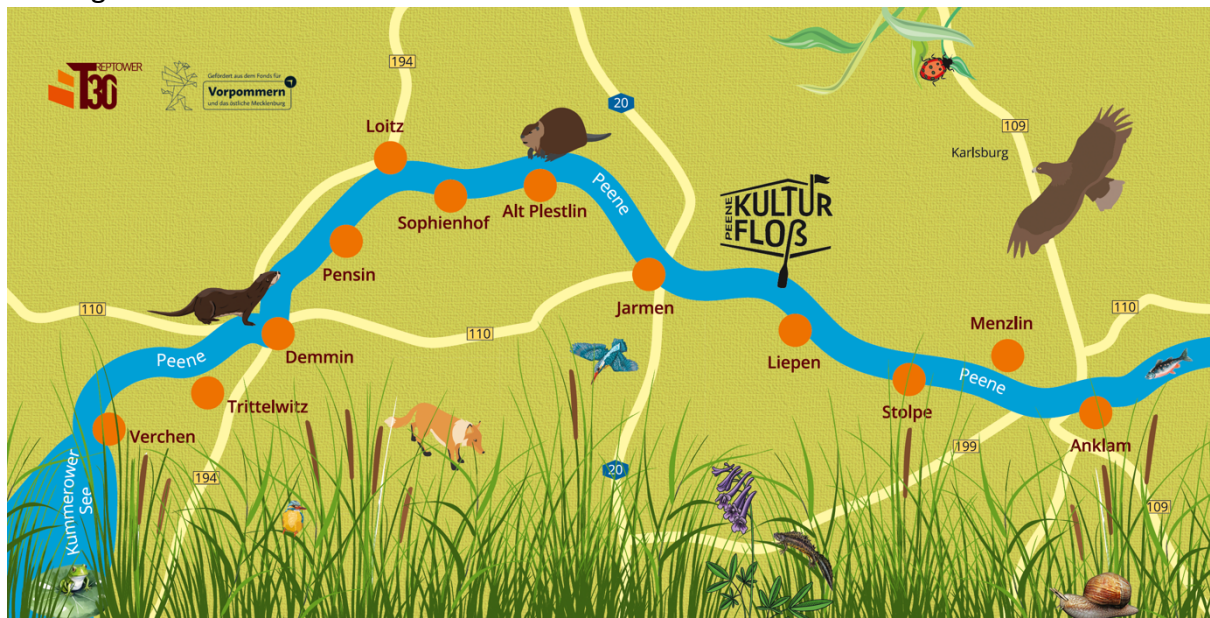 TREPTOWER
T30
Gefördert aus dem Fonds für
Vorpommern
und das östliche Mecklenburg
194
20
109
Karlsburg
Loitz
Sophienhof
Alt Plestlin
Peene
PEENE
KULTUR
FLOß
Pensin
110
Jarmen
110
Menzlin
110
Liepen
Demmin
Peene
Trittelwitz
Peene
Stolpe
Verchen
Anklam
Kummerower
See
194
20
199
109